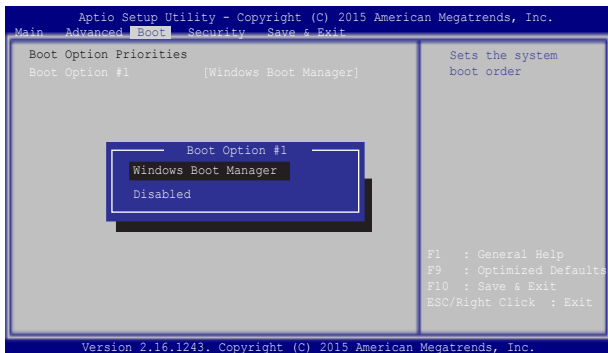 Aptio Setup Utility - Copyright (C) 2015 American Megatrends, Inc.
Main Advanced Boot Security Save & Exit
Boot Option Priorities
Boot Option #1 [Windows Boot Manager]
Sets the system
boot order
Boot Option #1
Windows Boot Manager
Disabled
F1 : General Help
F9 : Optimized Defaults
F10 : Save & Exit
ESC/Right Click : Exit
Version 2.16.1243. Copyright (C) 2015 American Megatrends, Inc.